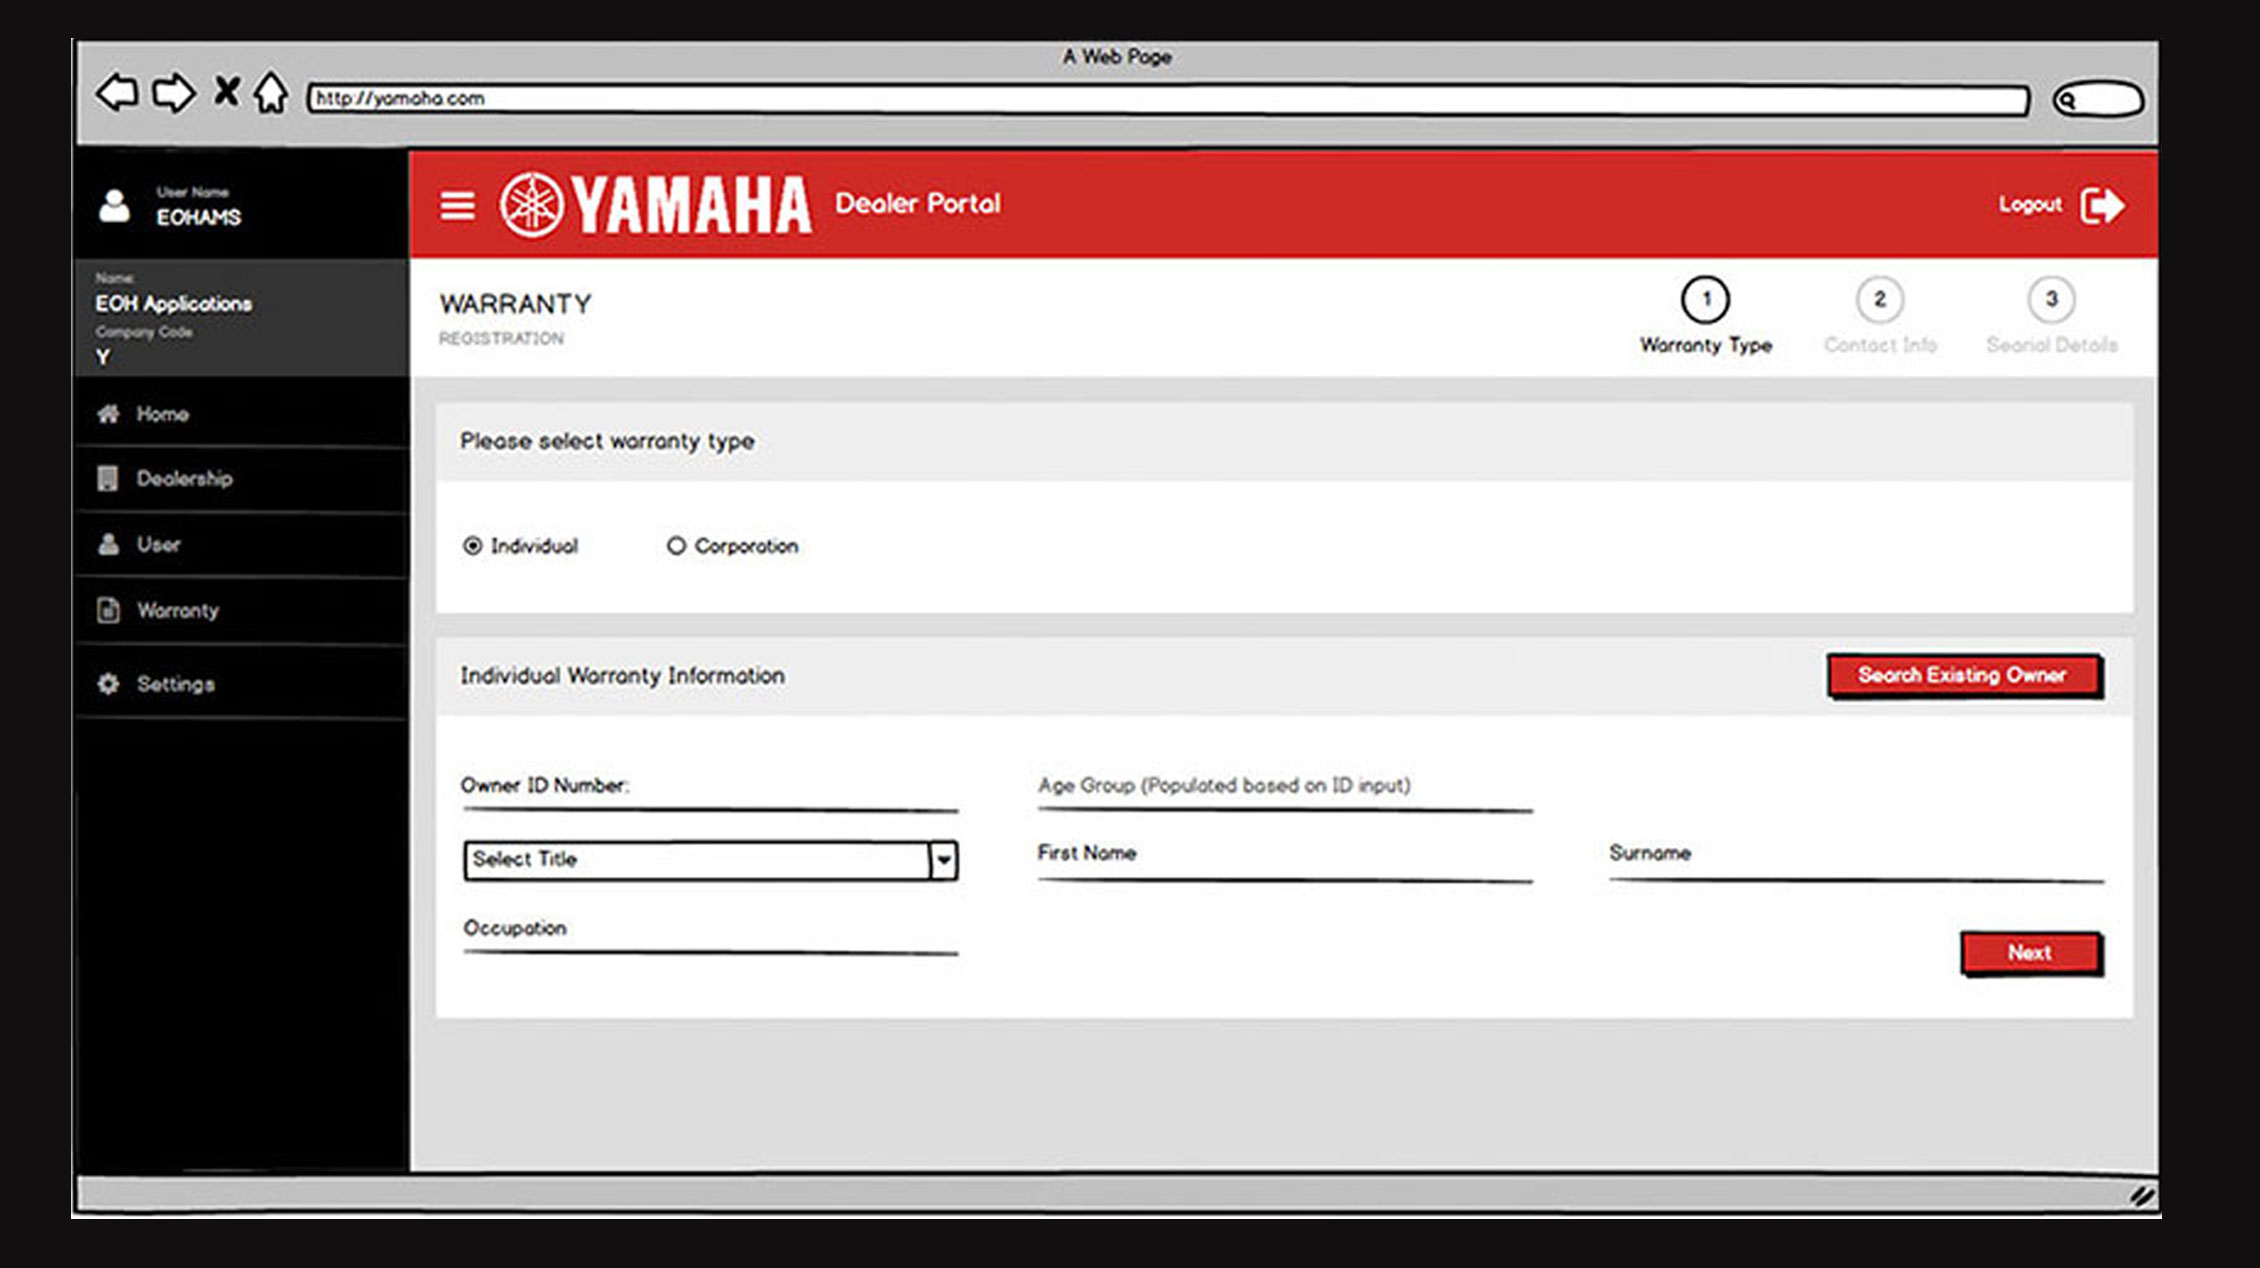 A Web Page
http://yamaha.com
User Name
EOHAMS
YAMAHA Dealer Portal
Logout
Name
EOH Applications
Company Code
Y
WARRANTY
REGISTRATION
1
Warranty Type
2
Contact Info
3
Searial Details
Home
Dealership
User
Warranty
Settings
Please select warranty type
Individual Corporation
Individual Warranty Information
Search Existing Owner
Owner ID Number:
Age Group (Populated based on ID input)
Select Title
First Name
Surname
Occupation
Next